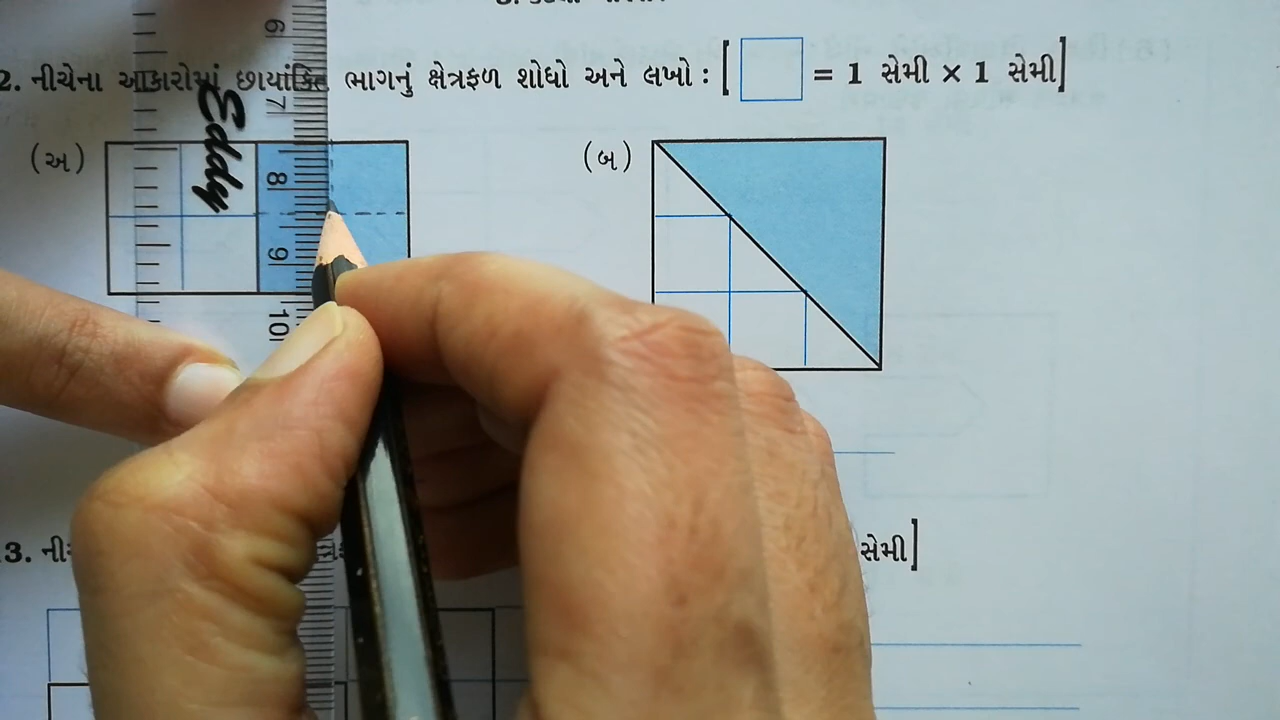 2. નીચેના આકારોમાં છાયાંકિત ભાગનું ક્ષેત્રફળ શોધો અને લખો : [ = 1 સેમી × 1 સેમી]
(અ)
(બ)
Eddy
6
7
8
9
10
3.
સેમી]